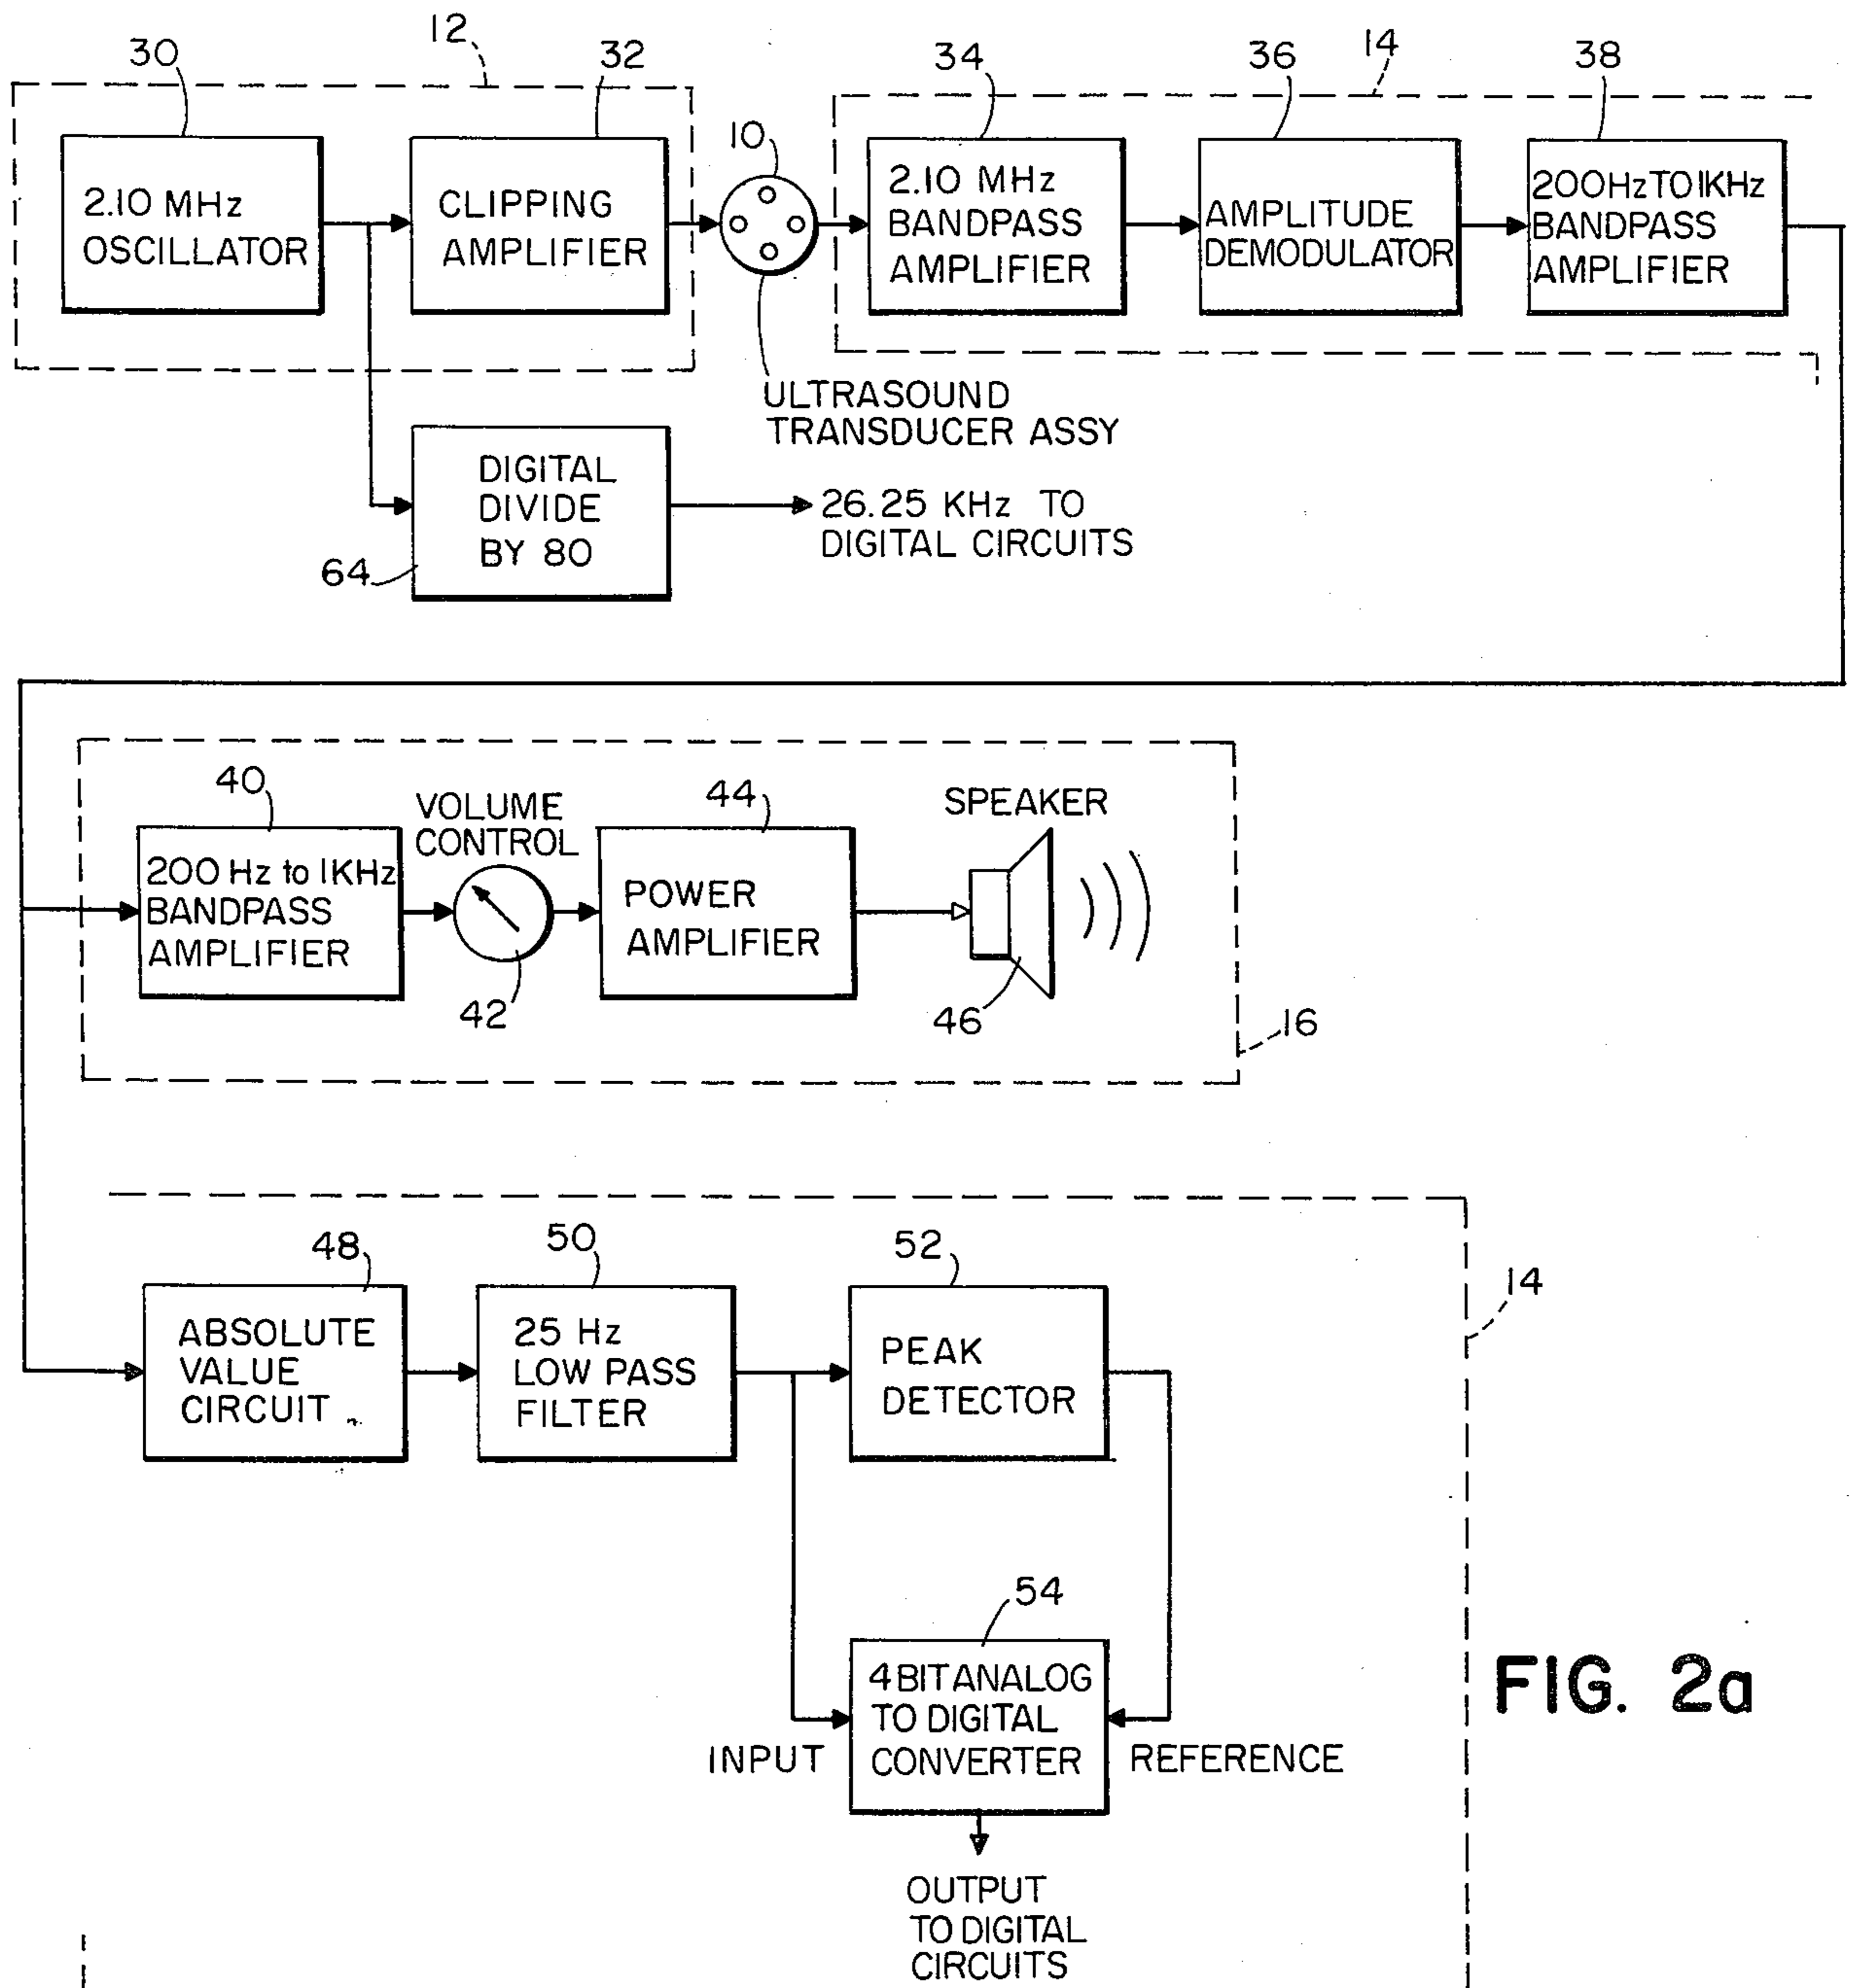 12
30
32
34
36
14
38
10
2.10 MHz
OSCILLATOR
CLIPPING
AMPLIFIER
2.10 MHz
BANDPASS
AMPLIFIER
AMPLITUDE
DEMODULATOR
200Hz TO 1KHz
BANDPASS
AMPLIFIER
ULTRASOUND
TRANSDUCER ASSY
DIGITAL
DIVIDE
BY 80
64
26.25 KHz TO
DIGITAL CIRCUITS
40
VOLUME
CONTROL
44
SPEAKER
200 Hz to 1KHz
BANDPASS
AMPLIFIER
POWER
AMPLIFIER
42
46
16
48
50
52
14
ABSOLUTE
VALUE
CIRCUIT
25 Hz
LOW PASS
FILTER
PEAK
DETECTOR
54
4 BIT ANALOG
TO DIGITAL
CONVERTER
INPUT
REFERENCE
FIG. 2a
OUTPUT
TO DIGITAL
CIRCUITS